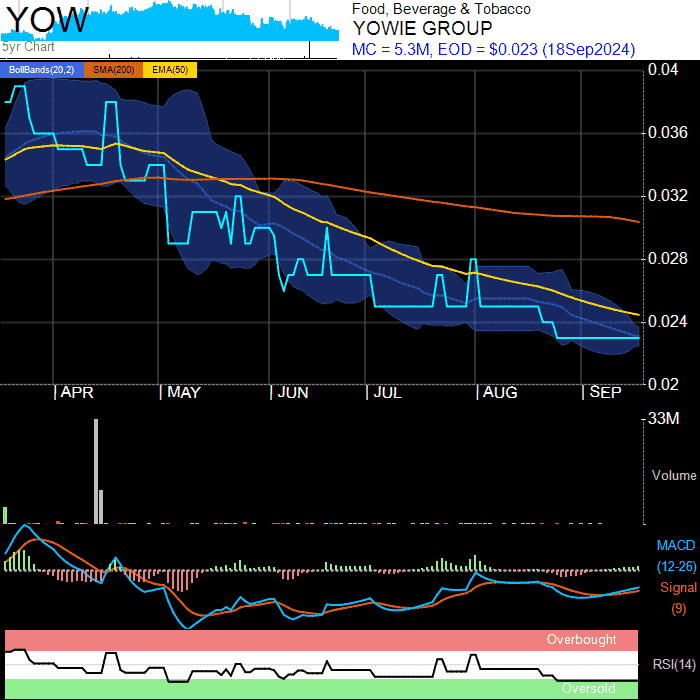 YOW
5yr Chart
Food, Beverage & Tobacco
YOWIE GROUP
MC = 5.3M, EOD = $0.023 (18Sep2024)
BollBands(20,2) SMA(200) EMA(50)
0.04
0.036
0.032
0.028
0.024
0.02
APR MAY JUN JUL AUG SEP
33M
Volume
MACD
(12-26)
Signal
(9)
Overbought
RSI(14)
Oversold